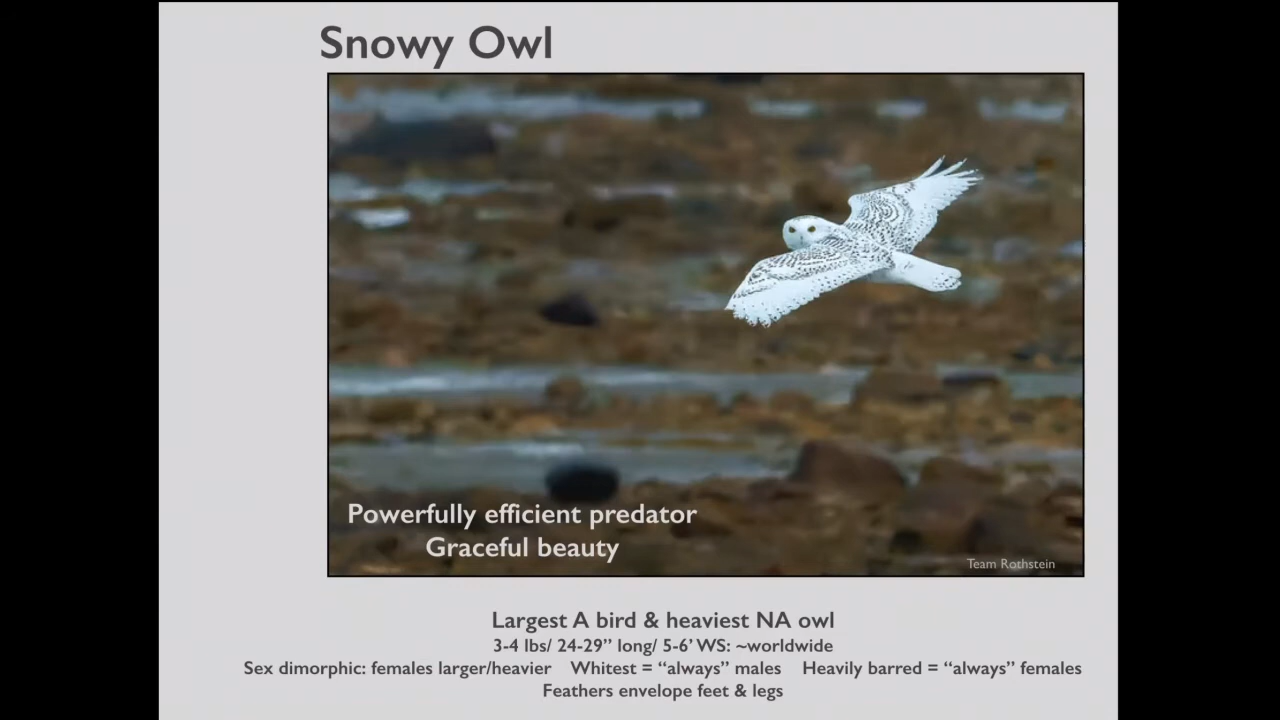 Snowy Owl
Powerfully efficient predator
Graceful beauty
Team Rothstein
Largest A bird & heaviest NA owl
3-4 lbs/ 24-29” long/ 5-6’ WS: ~worldwide
Sex dimorphic: females larger/heavier Whitest = “always” males Heavily barred = “always” females
Feathers envelope feet & legs